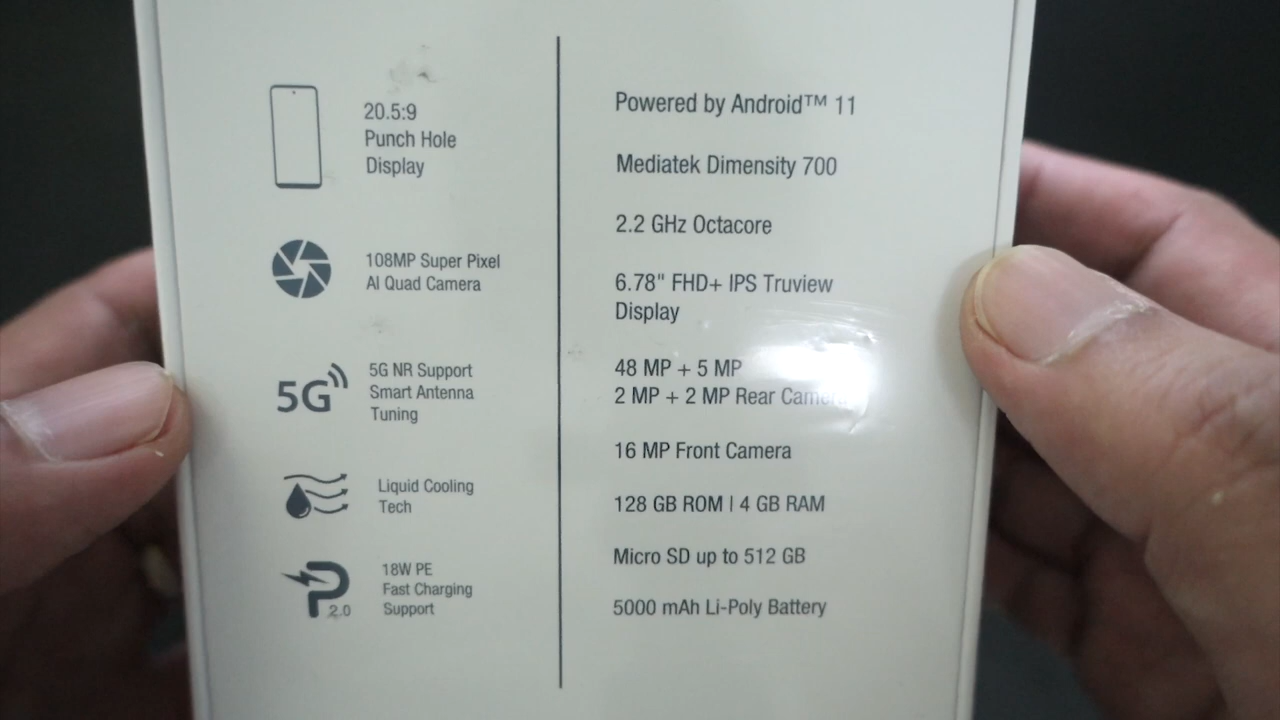 20.5:9
Punch Hole
Display
108MP Super Pixel
AI Quad Camera
5G
5G NR Support
Smart Antenna
Tuning
Liquid Cooling
Tech
2.0
18W PE
Fast Charging
Support
Powered by Android™ 11
Mediatek Dimensity 700
2.2 GHz Octacore
6.78" FHD+ IPS Truview
Display
48 MP + 5 MP
2 MP + 2 MP Rear Camera
16 MP Front Camera
128 GB ROM | 4 GB RAM
Micro SD up to 512 GB
5000 mAh Li-Poly Battery